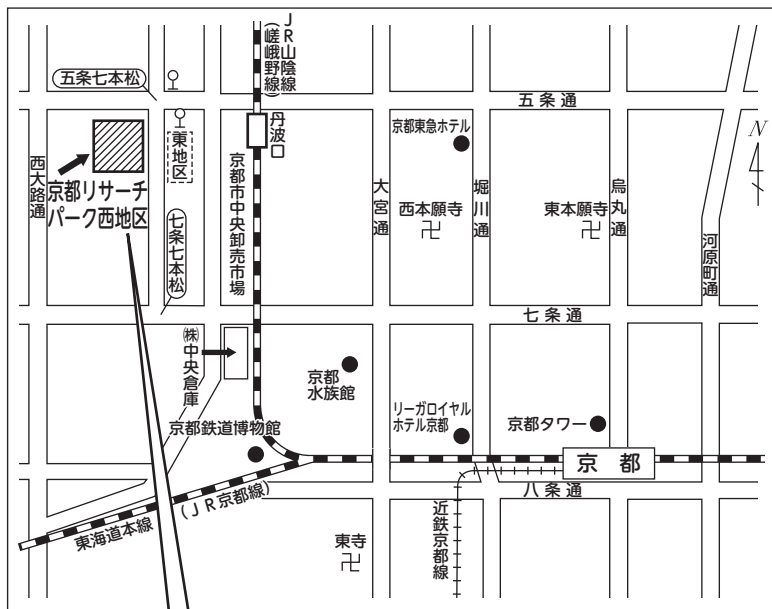 JR山陰線
(嵯峨野線)
五条七本松
五条通
丹波口
京都東急ホテル
N
東地区
西大路通
京都リサーチ
パーク西地区
七条七本松
京都市中央卸売市場
大宮通
西本願寺
卍
堀川通
東本願寺
卍
烏丸通
河原町通
七条通
㈱中央倉庫
京都
水族館
京都鉄道博物館
リーガロイヤル
ホテル京都
京都タワー
京都
八条通
東海道本線
(JR京都線)
近鉄京都線
東寺
卍